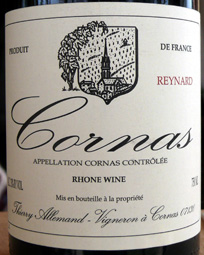 PRODUIT DE FRANCE
REYNARD
Cornas
APPELLATION CORNAS CONTRÔLÉE
RHONE WINE
Mis en bouteille à la propriété
Thierry Allemand - Vigneron à Cornas 07130